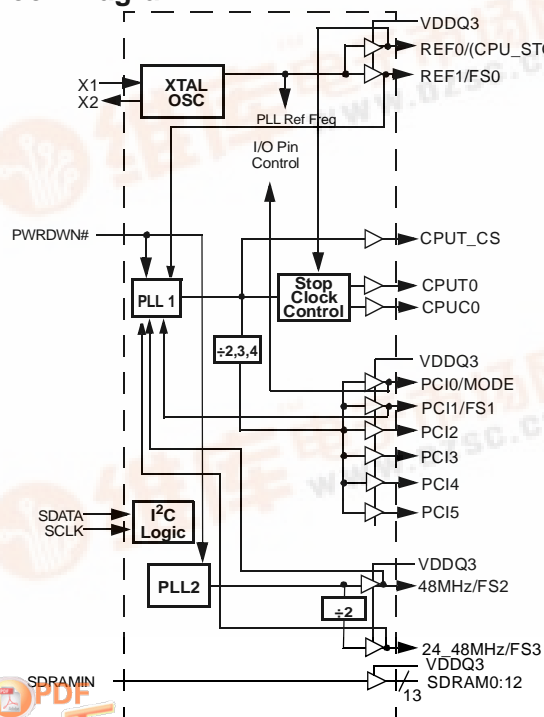 VDDQ3
REF0/(CPU_STO
REF1/FS0
X1
X2
XTAL
OSC
PLL Ref Freq
I/O Pin
Control
PWRDWN#
CPUT_CS
PLL 1
Stop
Clock
Control
CPUT0
CPUC0
÷2,3,4
VDDQ3
PCI0/MODE
PCI1/FS1
PCI2
PCI3
PCI4
PCI5
SDATA
SCLK
I²C
Logic
VDDQ3
PLL2
48MHz/FS2
÷2
24_48MHz/FS3
VDDQ3
SDRAMIN
SDRAM0:12
13
PDF